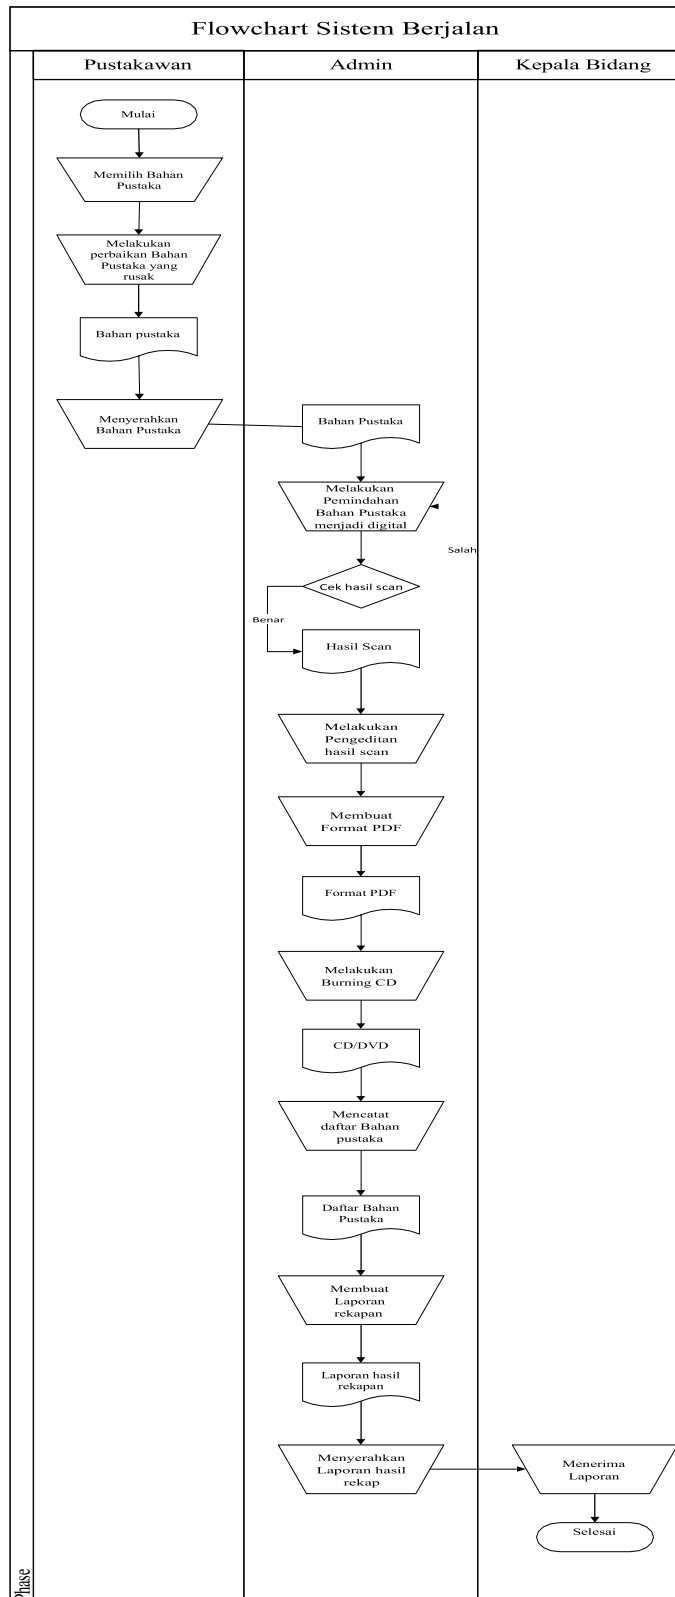 Flowchart Sistem Berjalan
Pustakawan
Admin
Kepala Bidang
Mulai
Memilih Bahan
Pustaka
Melakukan
perbaikan Bahan
Pustaka yang
rusak
Bahan pustaka
Menyerahkan
Bahan Pustaka
Bahan Pustaka
Melakukan
Pemindahan
Bahan Pustaka
menjadi digital
Salah
Cek hasil scan
Benar
Hasil Scan
Melakukan
Pengeditan
hasil scan
Membuat
Format PDF
Format PDF
Melakukan
Burning CD
CD/DVD
Mencatat
daftar Bahan
pustaka
Daftar Bahan
Pustaka
Membuat
Laporan
rekapan
Laporan hasil
rekapan
Menyerahkan
Laporan hasil
rekap
Menerima
Laporan
Selesai
Phase